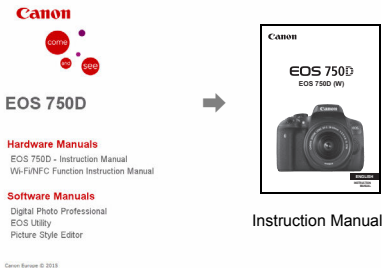 Canon
come
and
see
EOS 750D
Hardware Manuals
EOS 750D - Instruction Manual
Wi-Fi/NFC Function Instruction Manual
Software Manuals
Digital Photo Professional
EOS Utility
Picture Style Editor
Canon Europe © 2015
Canon
EOS 750D
EOS 750D (W)
Canon
ENGLISH
INSTRUCTION
MANUAL
Instruction Manual